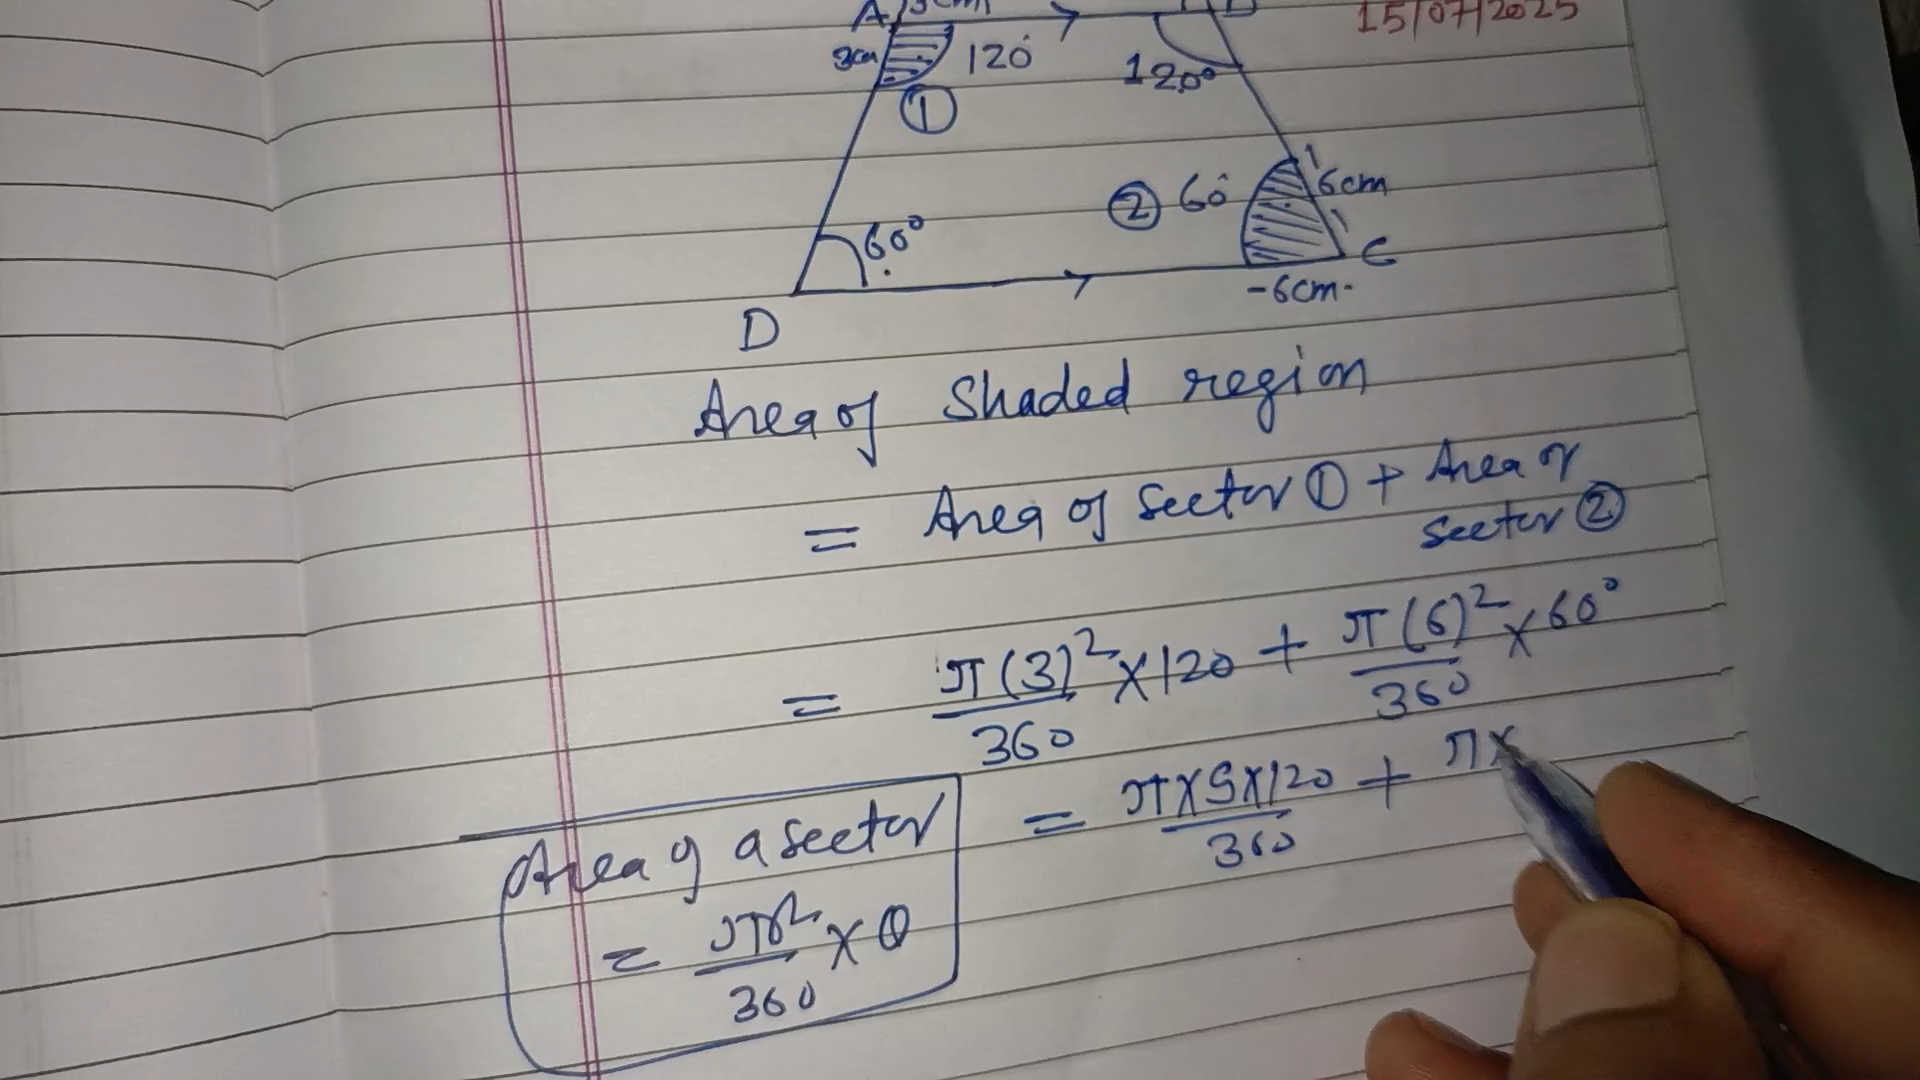 15/07/2025
A 3cm
3cm 120°
120°
①
② 60° 6cm
60°
C
-6cm-
D
Area of Shaded region
= Area of Sector ① + Area of
Sector ②
= π(3)²/360 × 120 + π(6)²/360 × 60°
= π×9×120/360 + π×
Area of a sector
= πr²/360 × θ